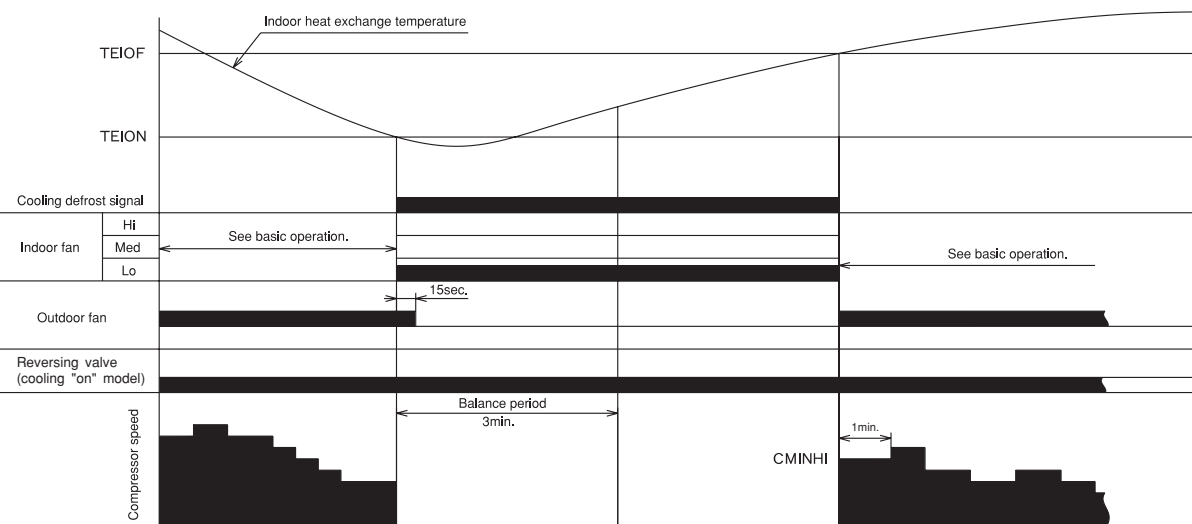 Indoor heat exchange temperature
TEIOF
TEION
Cooling defrost signal
Indoor fan
Hi
Med
Lo
See basic operation.
See basic operation.
15sec.
Outdoor fan
Reversing valve
(cooling "on" model)
Balance period
3min.
Compressor speed
1min.
CMINHI